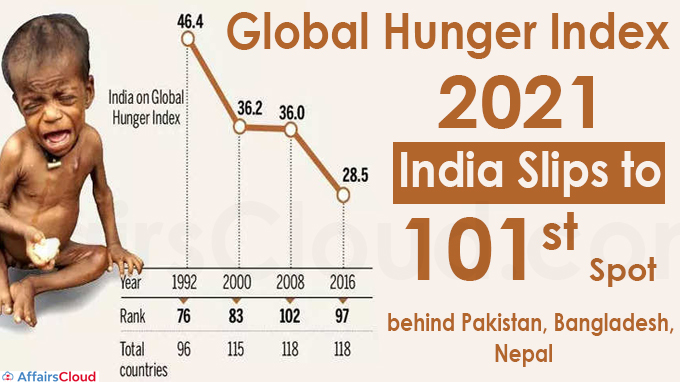 Global Hunger Index
2021
India Slips to
101st Spot
behind Pakistan, Bangladesh,
Nepal
India on Global
Hunger Index
46.4
36.2
36.0
28.5
Year 1992 2000 2008 2016
Rank 76 83 102 97
Total
countries 96 115 118 118
AffairsCloud